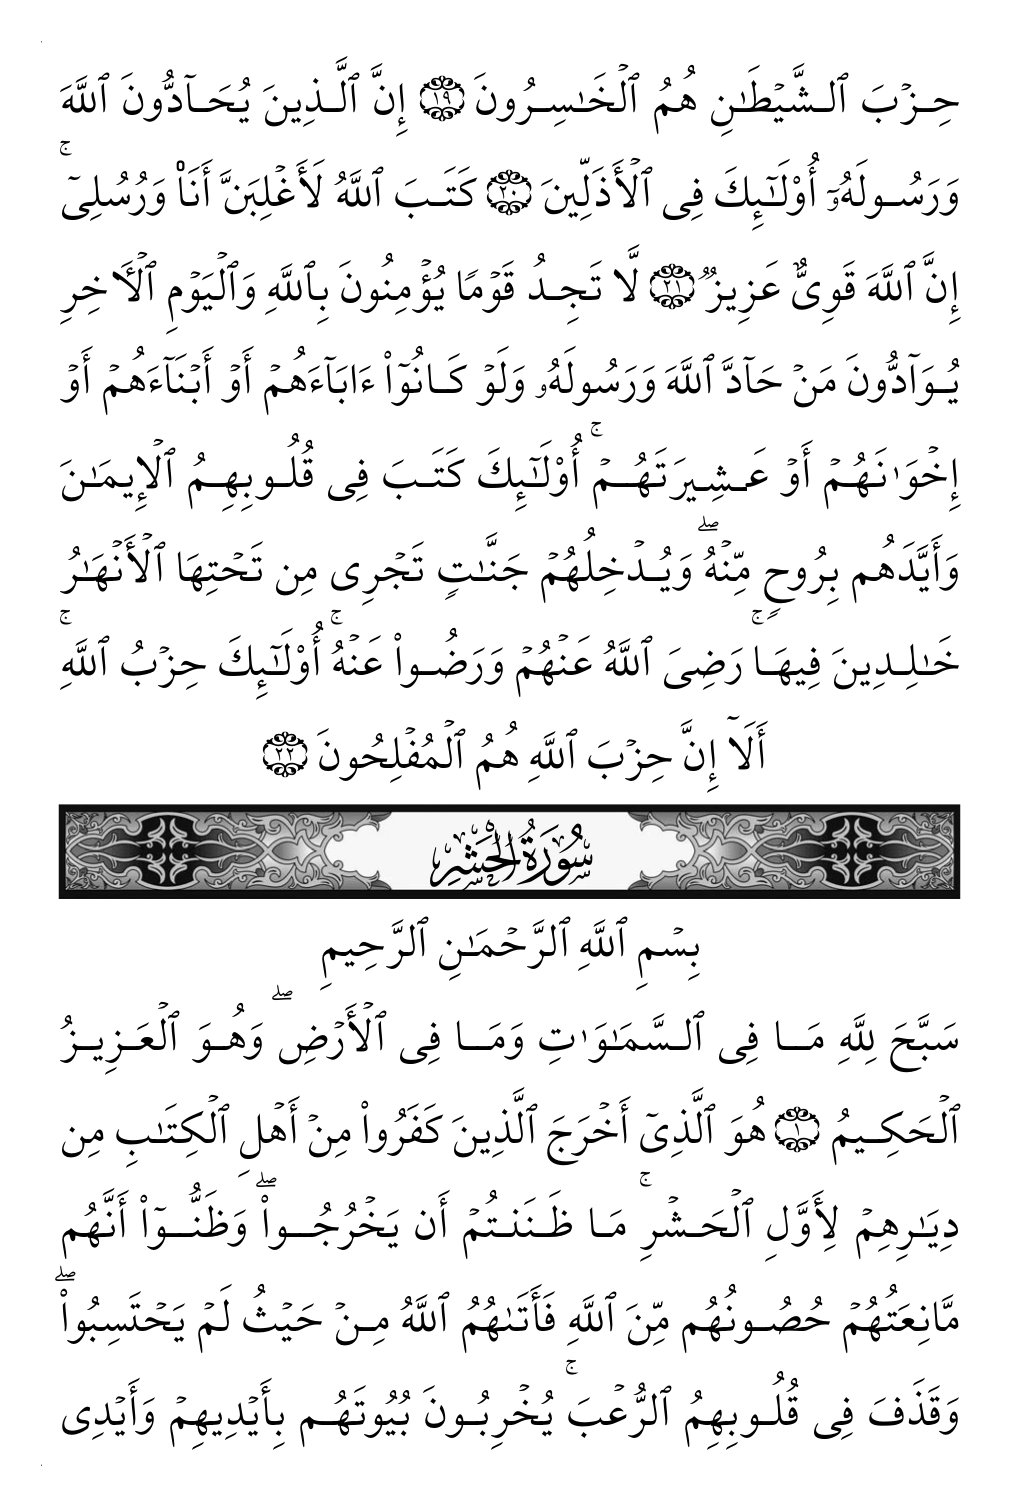 حِزۡبَ ٱلشَّيۡطَـٰنِ هُمُ ٱلۡخَـٰسِرُونَ ١٩ إِنَّ ٱلَّذِينَ يُحَآدُّونَ ٱللَّهَ
وَرَسُولَهُۥٓ أُوْلَـٰٓئِكَ فِى ٱلۡأَذَلِّينَ ٢٠ كَتَبَ ٱللَّهُ لَأَغۡلِبَنَّ أَنَا۠ وَرُسُلِىٓۚ
إِنَّ ٱللَّهَ قَوِىٌّ عَزِيزٌۭ ٢١ لَّا تَجِدُ قَوۡمًا يُؤۡمِنُونَ بِٱللَّهِ وَٱلۡيَوۡمِ ٱلۡأَخِرِ
يُوَآدُّونَ مَنۡ حَآدَّ ٱللَّهَ وَرَسُولَهُۥ وَلَوۡ كَانُوٓاْ ءَابَآءَهُمۡ أَوۡ أَبۡنَآءَهُمۡ أَوۡ
إِخۡوَٰنَهُمۡ أَوۡ عَشِيرَتَهُمۡۚ أُوْلَـٰٓئِكَ كَتَبَ فِى قُلُوبِهِمُ ٱلۡإِيمَـٰنَ
وَأَيَّدَهُم بِرُوحٍ مِّنۡهُۖ وَيُدۡخِلُهُمۡ جَنَّـٰتٍ تَجۡرِى مِن تَحۡتِهَا ٱلۡأَنۡهَـٰرُ
خَـٰلِدِينَ فِيهَاۚ رَضِىَ ٱللَّهُ عَنۡهُمۡ وَرَضُواْ عَنۡهُۚ أُوْلَـٰٓئِكَ حِزۡبُ ٱللَّهِۚ
أَلَآ إِنَّ حِزۡبَ ٱللَّهِ هُمُ ٱلۡمُفۡلِحُونَ ٢٢
سُورَةُ الحَشۡرِ
بِسۡمِ ٱللَّهِ ٱلرَّحۡمَـٰنِ ٱلرَّحِيمِ
سَبَّحَ لِلَّهِ مَا فِى ٱلسَّمَـٰوَٰتِ وَمَا فِى ٱلۡأَرۡضِۖ وَهُوَ ٱلۡعَزِيزُ
ٱلۡحَكِيمُ ١ هُوَ ٱلَّذِىٓ أَخۡرَجَ ٱلَّذِينَ كَفَرُواْ مِنۡ أَهۡلِ ٱلۡكِتَـٰبِ مِن
دِيَـٰرِهِمۡ لِأَوَّلِ ٱلۡحَشۡرِۚ مَا ظَنَنتُمۡ أَن يَخۡرُجُواْۖ وَظَنُّوٓاْ أَنَّهُم
مَّانِعَتُهُمۡ حُصُونُهُم مِّنَ ٱللَّهِ فَأَتَىٰهُمُ ٱللَّهُ مِنۡ حَيۡثُ لَمۡ يَحۡتَسِبُواْۖ
وَقَذَفَ فِى قُلُوبِهِمُ ٱلرُّعۡبَۚ يُخۡرِبُونَ بُيُوتَهُم بِأَيۡدِيهِمۡ وَأَيۡدِى